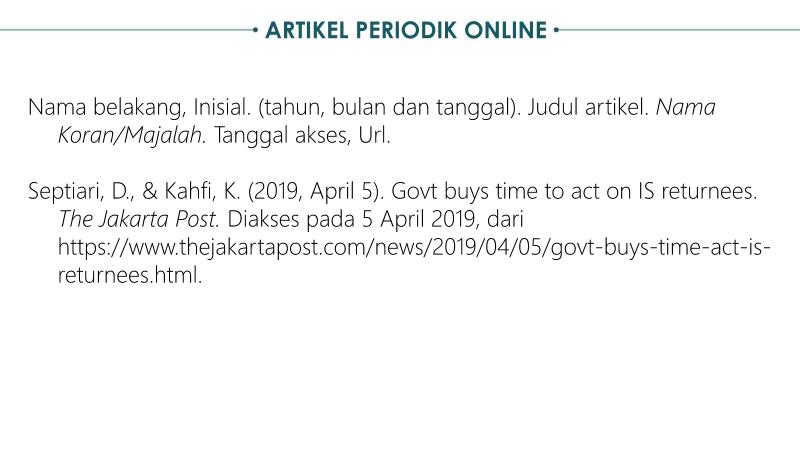 ARTIKEL PERIODIK ONLINE
Nama belakang, Inisial. (tahun, bulan dan tanggal). Judul artikel. Nama
Koran/Majalah. Tanggal akses, Url.
Septiari, D., & Kahfi, K. (2019, April 5). Govt buys time to act on IS returnees.
The Jakarta Post. Diakses pada 5 April 2019, dari
https://www.thejakartapost.com/news/2019/04/05/govt-buys-time-act-is-
returnees.html.